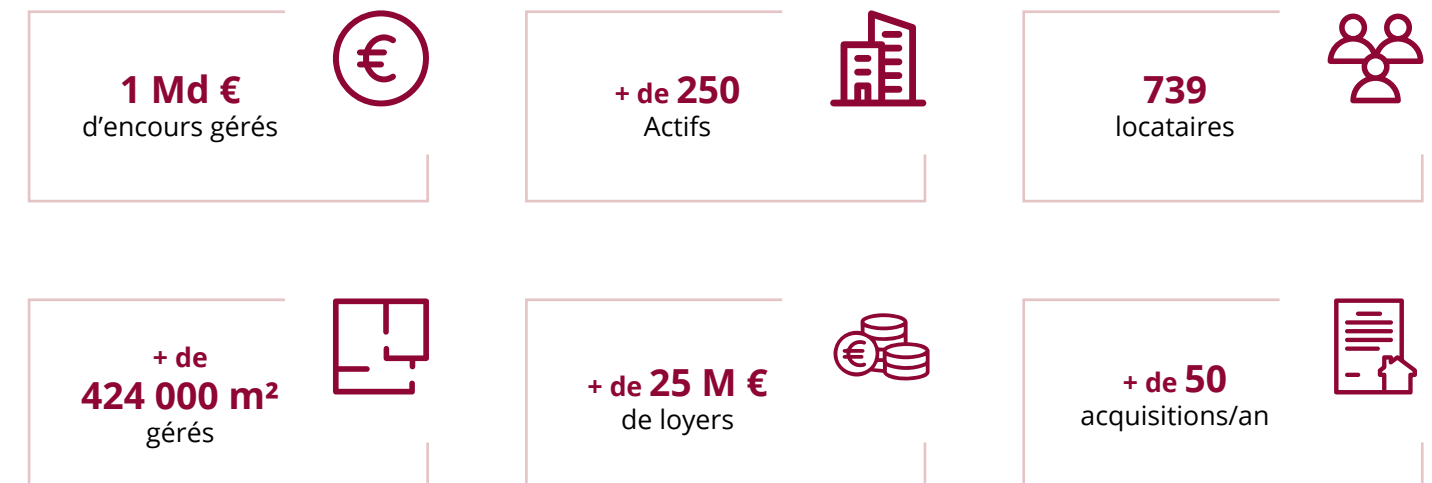 1 Md €
d’encours gérés
+ de 250
Actifs
739
locataires
+ de
424 000 m²
gérés
+ de 25 M €
de loyers
+ de 50
acquisitions/an